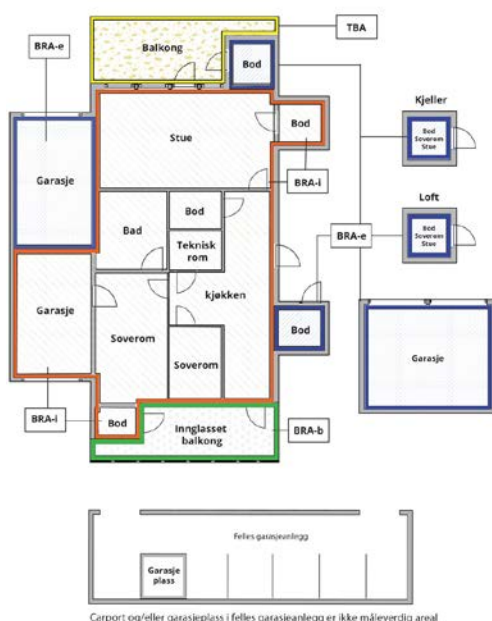 TBA
BRA-e
Balkong
Bod
Kjeller
Bod
Soverom
Stue
Stue
Bod
BRA-i
Garasje
Loft
Bod
Soverom
Stue
Bad
Bod
Teknisk
rom
BRA-e
kjøkken
Garasje
Soverom
Bod
Soverom
Garasje
BRA-i
Bod
Innglasset
balkong
BRA-b
Felles garasjeanlegg
Garasje
plass
Carport og/eller garasjeplass i felles garasjeanlegg er ikke måleverdig areal